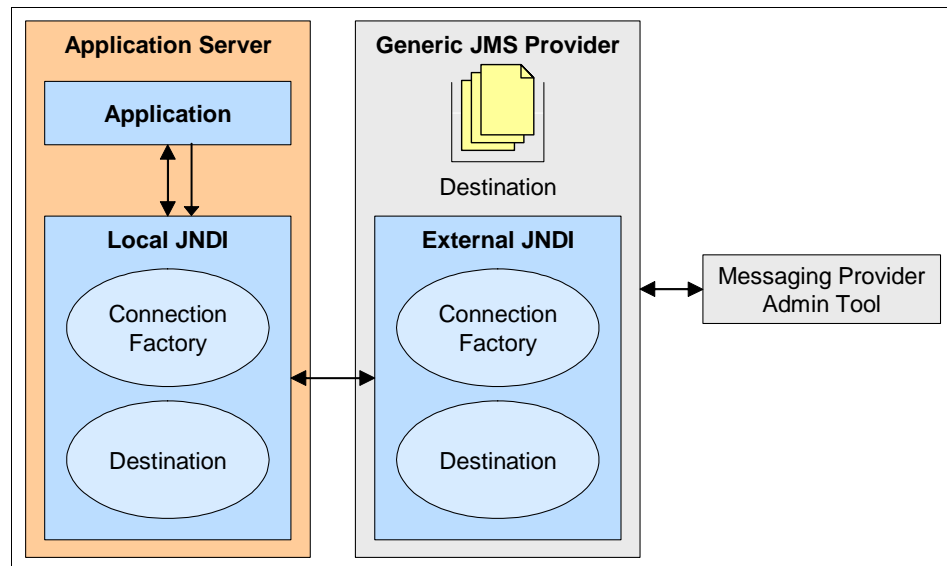 Application Server
Application
Local JNDI
Connection
Factory
Destination
Generic JMS Provider
Destination
External JNDI
Connection
Factory
Destination
Messaging Provider
Admin Tool